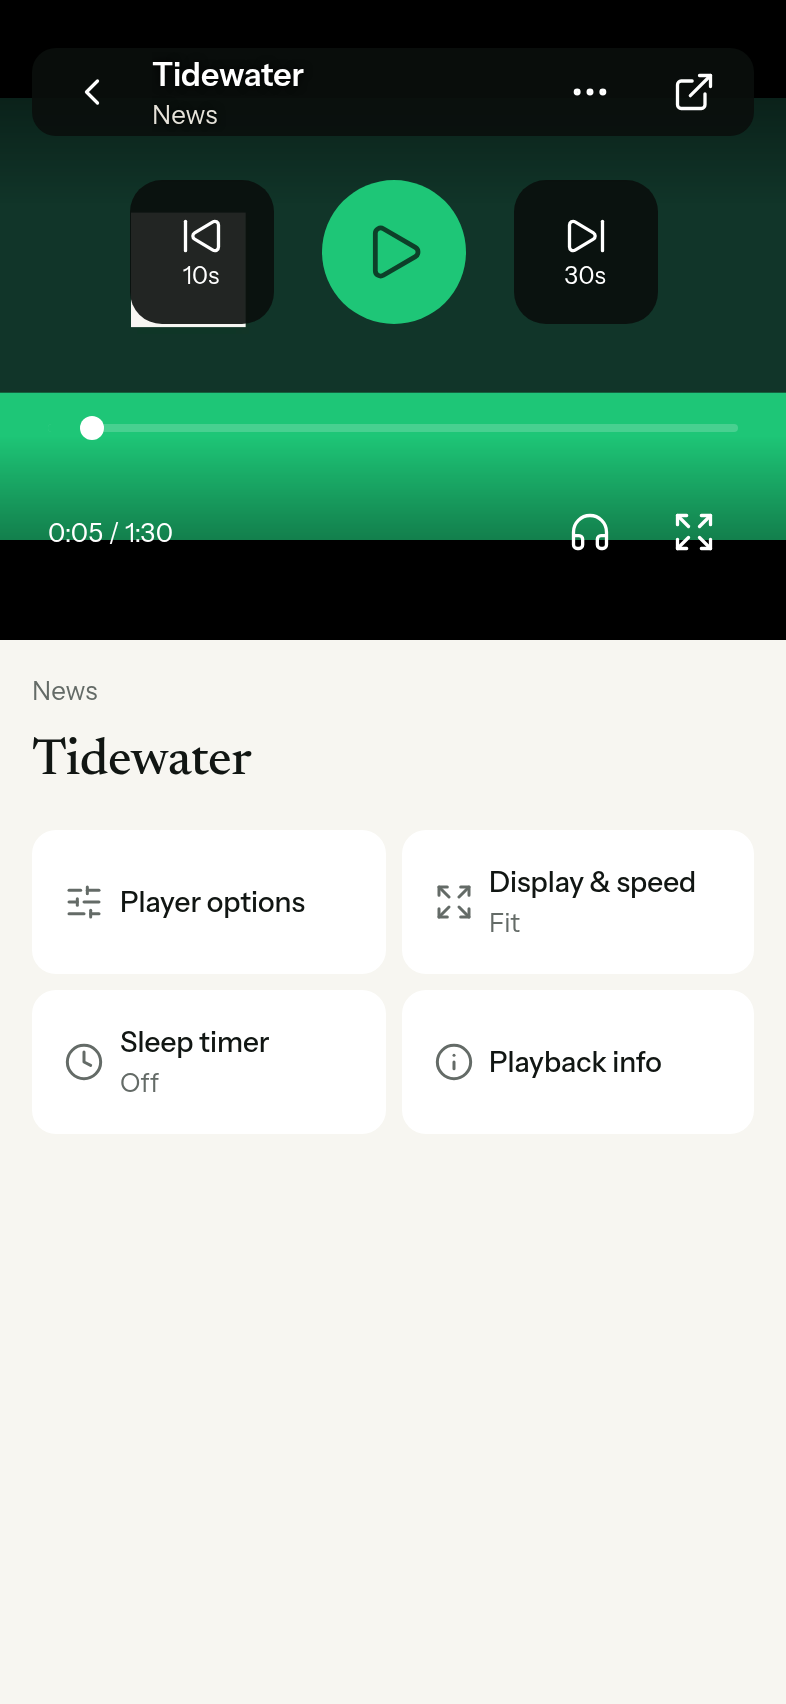 Tidewater
News
10s
30s
0:05 / 1:30
News
Tidewater
Player options
Display & speed
Fit
Sleep timer
Off
Playback info